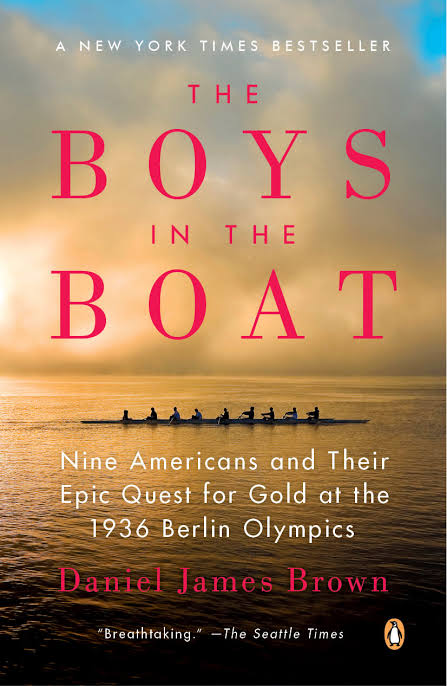 A NEW YORK TIMES BESTSELLER
THE
BOYS
IN THE
BOAT
Nine Americans and Their
Epic Quest for Gold at the
1936 Berlin Olympics
Daniel James Brown
“Breathtaking.” —The Seattle Times